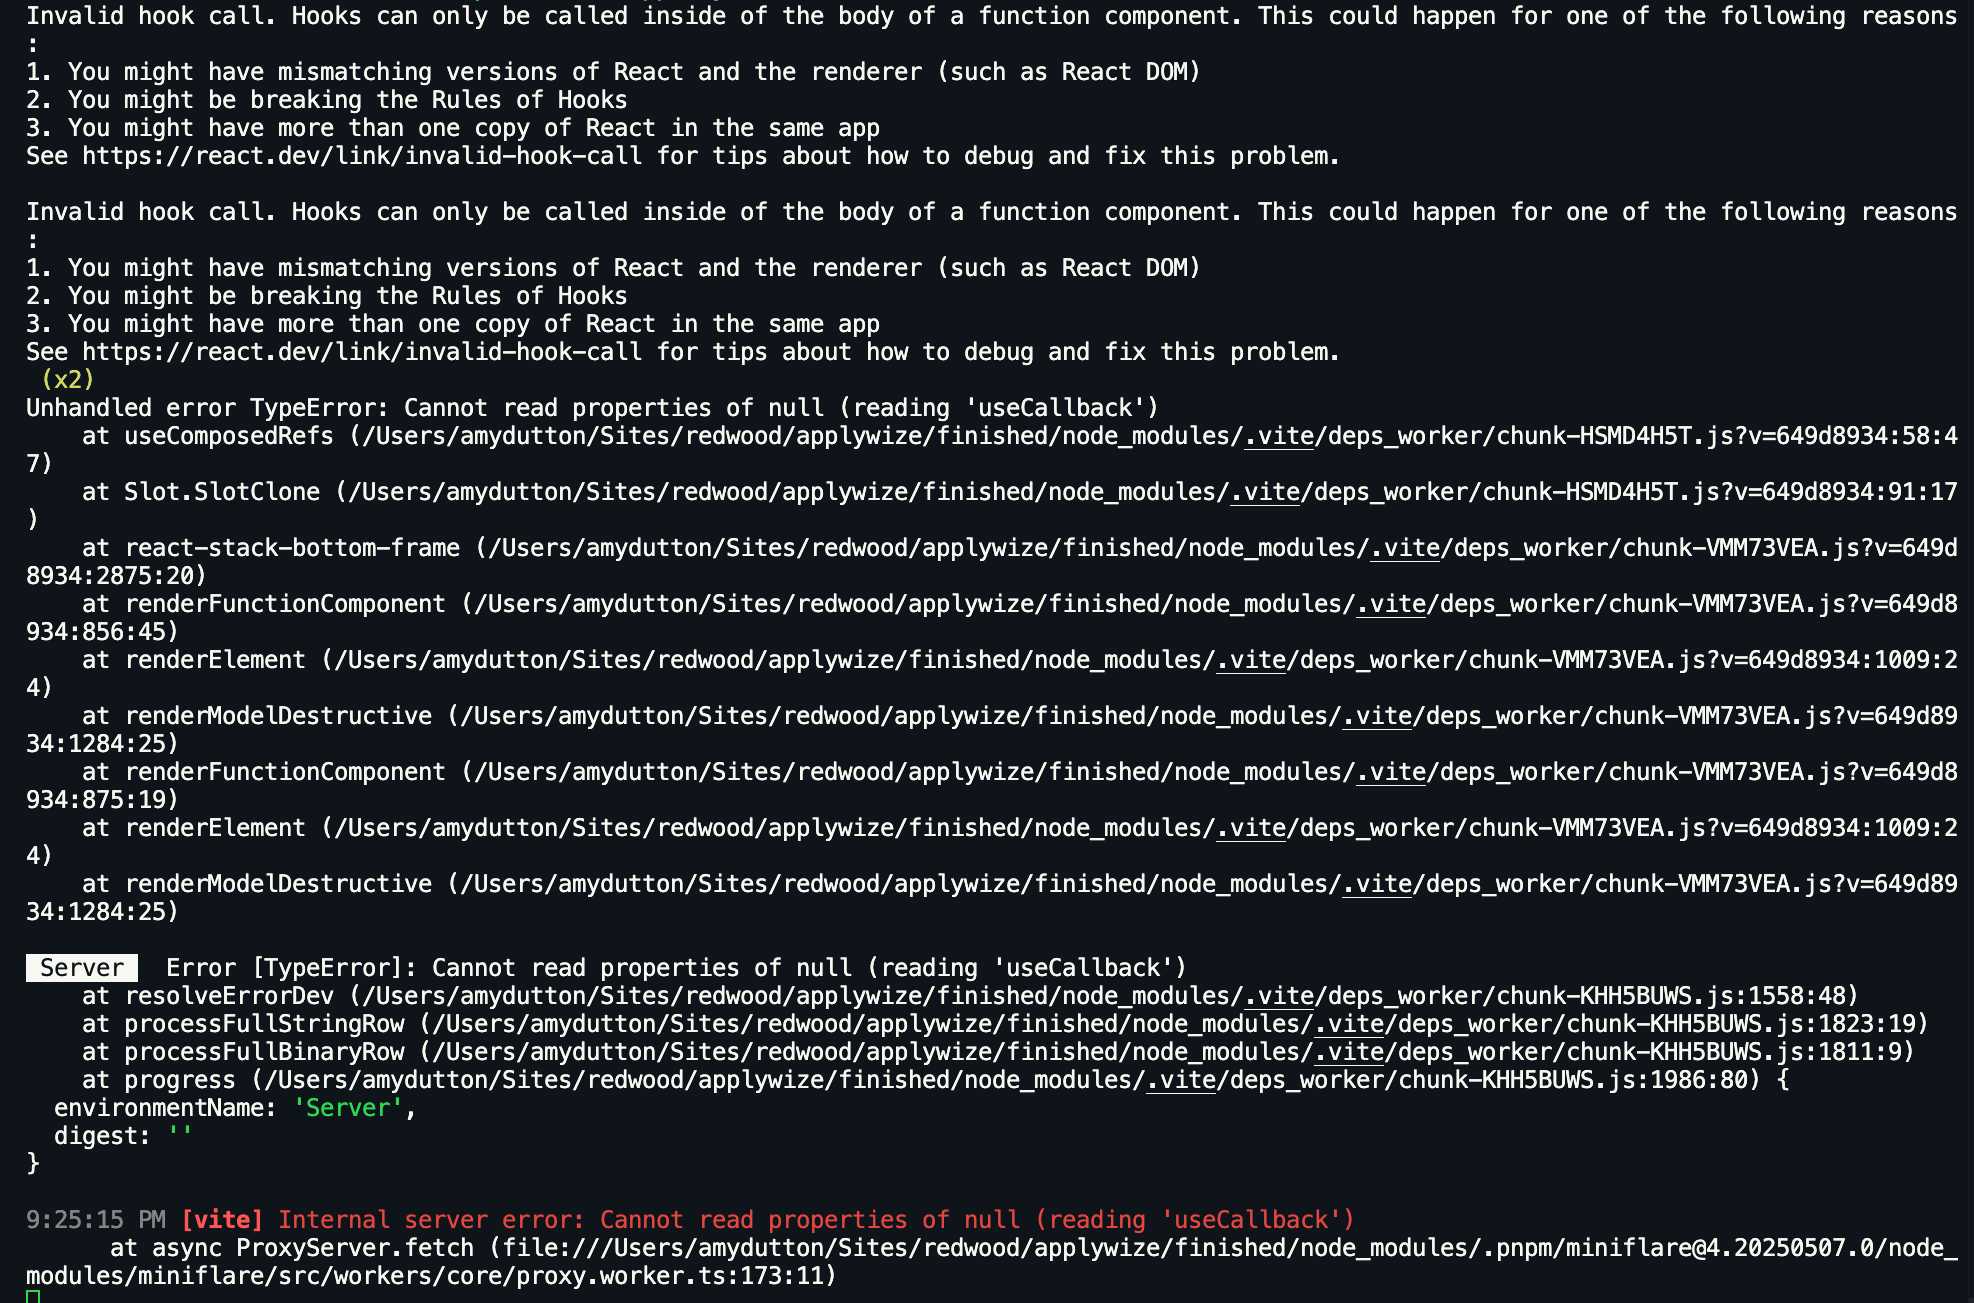 Invalid hook call. Hooks can only be called inside of the body of a function component. This could happen for one of the following reasons
:
1. You might have mismatching versions of React and the renderer (such as React DOM)
2. You might be breaking the Rules of Hooks
3. You might have more than one copy of React in the same app
See https://react.dev/link/invalid-hook-call for tips about how to debug and fix this problem.

Invalid hook call. Hooks can only be called inside of the body of a function component. This could happen for one of the following reasons
:
1. You might have mismatching versions of React and the renderer (such as React DOM)
2. You might be breaking the Rules of Hooks
3. You might have more than one copy of React in the same app
See https://react.dev/link/invalid-hook-call for tips about how to debug and fix this problem.
 (x2)
Unhandled error TypeError: Cannot read properties of null (reading 'useCallback')
    at useComposedRefs (/Users/amydutton/Sites/redwood/applywize/finished/node_modules/.vite/deps_worker/chunk-HSMD4H5T.js?v=649d8934:58:4
7)
    at Slot.SlotClone (/Users/amydutton/Sites/redwood/applywize/finished/node_modules/.vite/deps_worker/chunk-HSMD4H5T.js?v=649d8934:91:17
)
    at react-stack-bottom-frame (/Users/amydutton/Sites/redwood/applywize/finished/node_modules/.vite/deps_worker/chunk-VMM73VEA.js?v=649d
8934:2875:20)
    at renderFunctionComponent (/Users/amydutton/Sites/redwood/applywize/finished/node_modules/.vite/deps_worker/chunk-VMM73VEA.js?v=649d8
934:856:45)
    at renderElement (/Users/amydutton/Sites/redwood/applywize/finished/node_modules/.vite/deps_worker/chunk-VMM73VEA.js?v=649d8934:1009:2
4)
    at renderModelDestructive (/Users/amydutton/Sites/redwood/applywize/finished/node_modules/.vite/deps_worker/chunk-VMM73VEA.js?v=649d89
34:1284:25)
    at renderFunctionComponent (/Users/amydutton/Sites/redwood/applywize/finished/node_modules/.vite/deps_worker/chunk-VMM73VEA.js?v=649d8
934:875:19)
    at renderElement (/Users/amydutton/Sites/redwood/applywize/finished/node_modules/.vite/deps_worker/chunk-VMM73VEA.js?v=649d8934:1009:2
4)
    at renderModelDestructive (/Users/amydutton/Sites/redwood/applywize/finished/node_modules/.vite/deps_worker/chunk-VMM73VEA.js?v=649d89
34:1284:25)

 Server  Error [TypeError]: Cannot read properties of null (reading 'useCallback')
    at resolveErrorDev (/Users/amydutton/Sites/redwood/applywize/finished/node_modules/.vite/deps_worker/chunk-KHH5BUWS.js:1558:48)
    at processFullStringRow (/Users/amydutton/Sites/redwood/applywize/finished/node_modules/.vite/deps_worker/chunk-KHH5BUWS.js:1823:19)
    at processFullBinaryRow (/Users/amydutton/Sites/redwood/applywize/finished/node_modules/.vite/deps_worker/chunk-KHH5BUWS.js:1811:9)
    at progress (/Users/amydutton/Sites/redwood/applywize/finished/node_modules/.vite/deps_worker/chunk-KHH5BUWS.js:1986:80) {
  environmentName: 'Server',
  digest: ''
}

9:25:15 PM [vite] Internal server error: Cannot read properties of null (reading 'useCallback')
      at async ProxyServer.fetch (file:///Users/amydutton/Sites/redwood/applywize/finished/node_modules/.pnpm/miniflare@4.20250507.0/node_
modules/miniflare/src/workers/core/proxy.worker.ts:173:11)